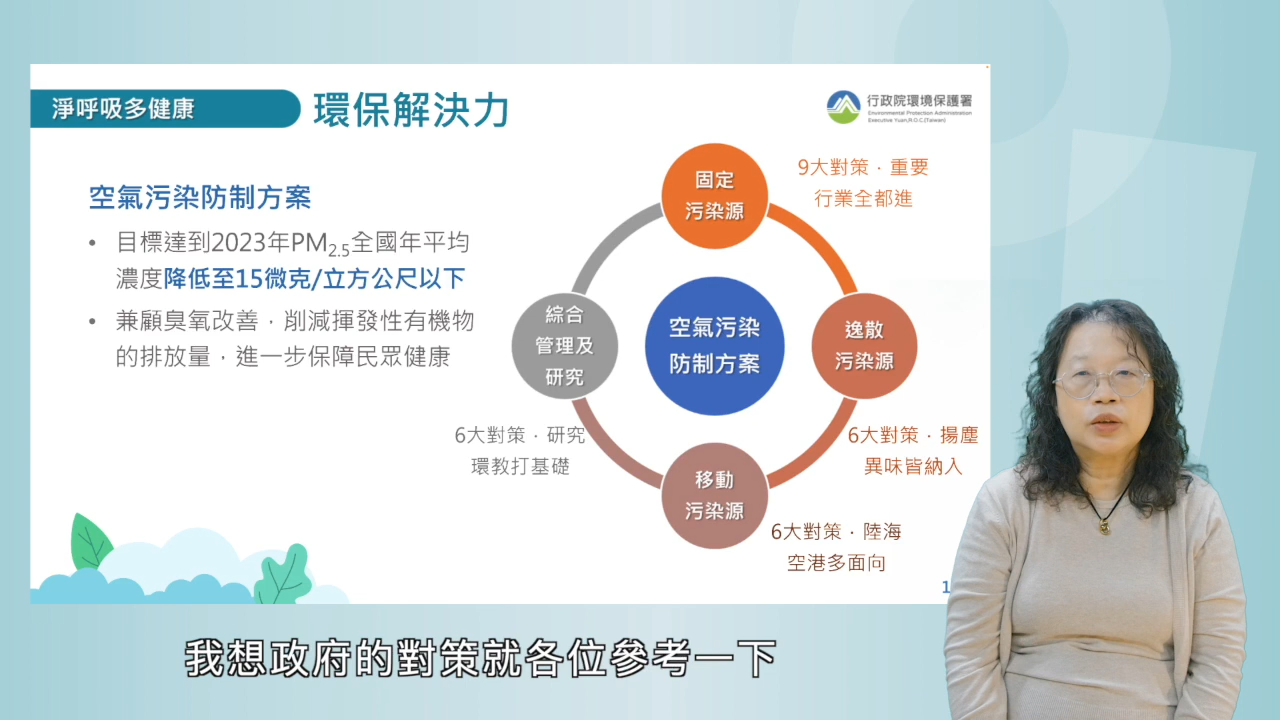 淨呼吸多健康
環保解決力
行政院環境保護署
Environmental Protection Administration
Executive Yuan,R.O.C.(Taiwan)
空氣污染防制方案
• 目標達到2023年PM2.5全國年平均
濃度降低至15微克/立方公尺以下
• 兼顧臭氧改善，削減揮發性有機物
的排放量，進一步保障民眾健康
固定
污染源
9大對策．重要
行業全都進
綜合
管理及
研究
空氣污染
防制方案
逸散
污染源
6大對策．研究
環教打基礎
6大對策．揚塵
異味皆納入
移動
污染源
6大對策．陸海
空港多面向
我想政府的對策就各位參考一下